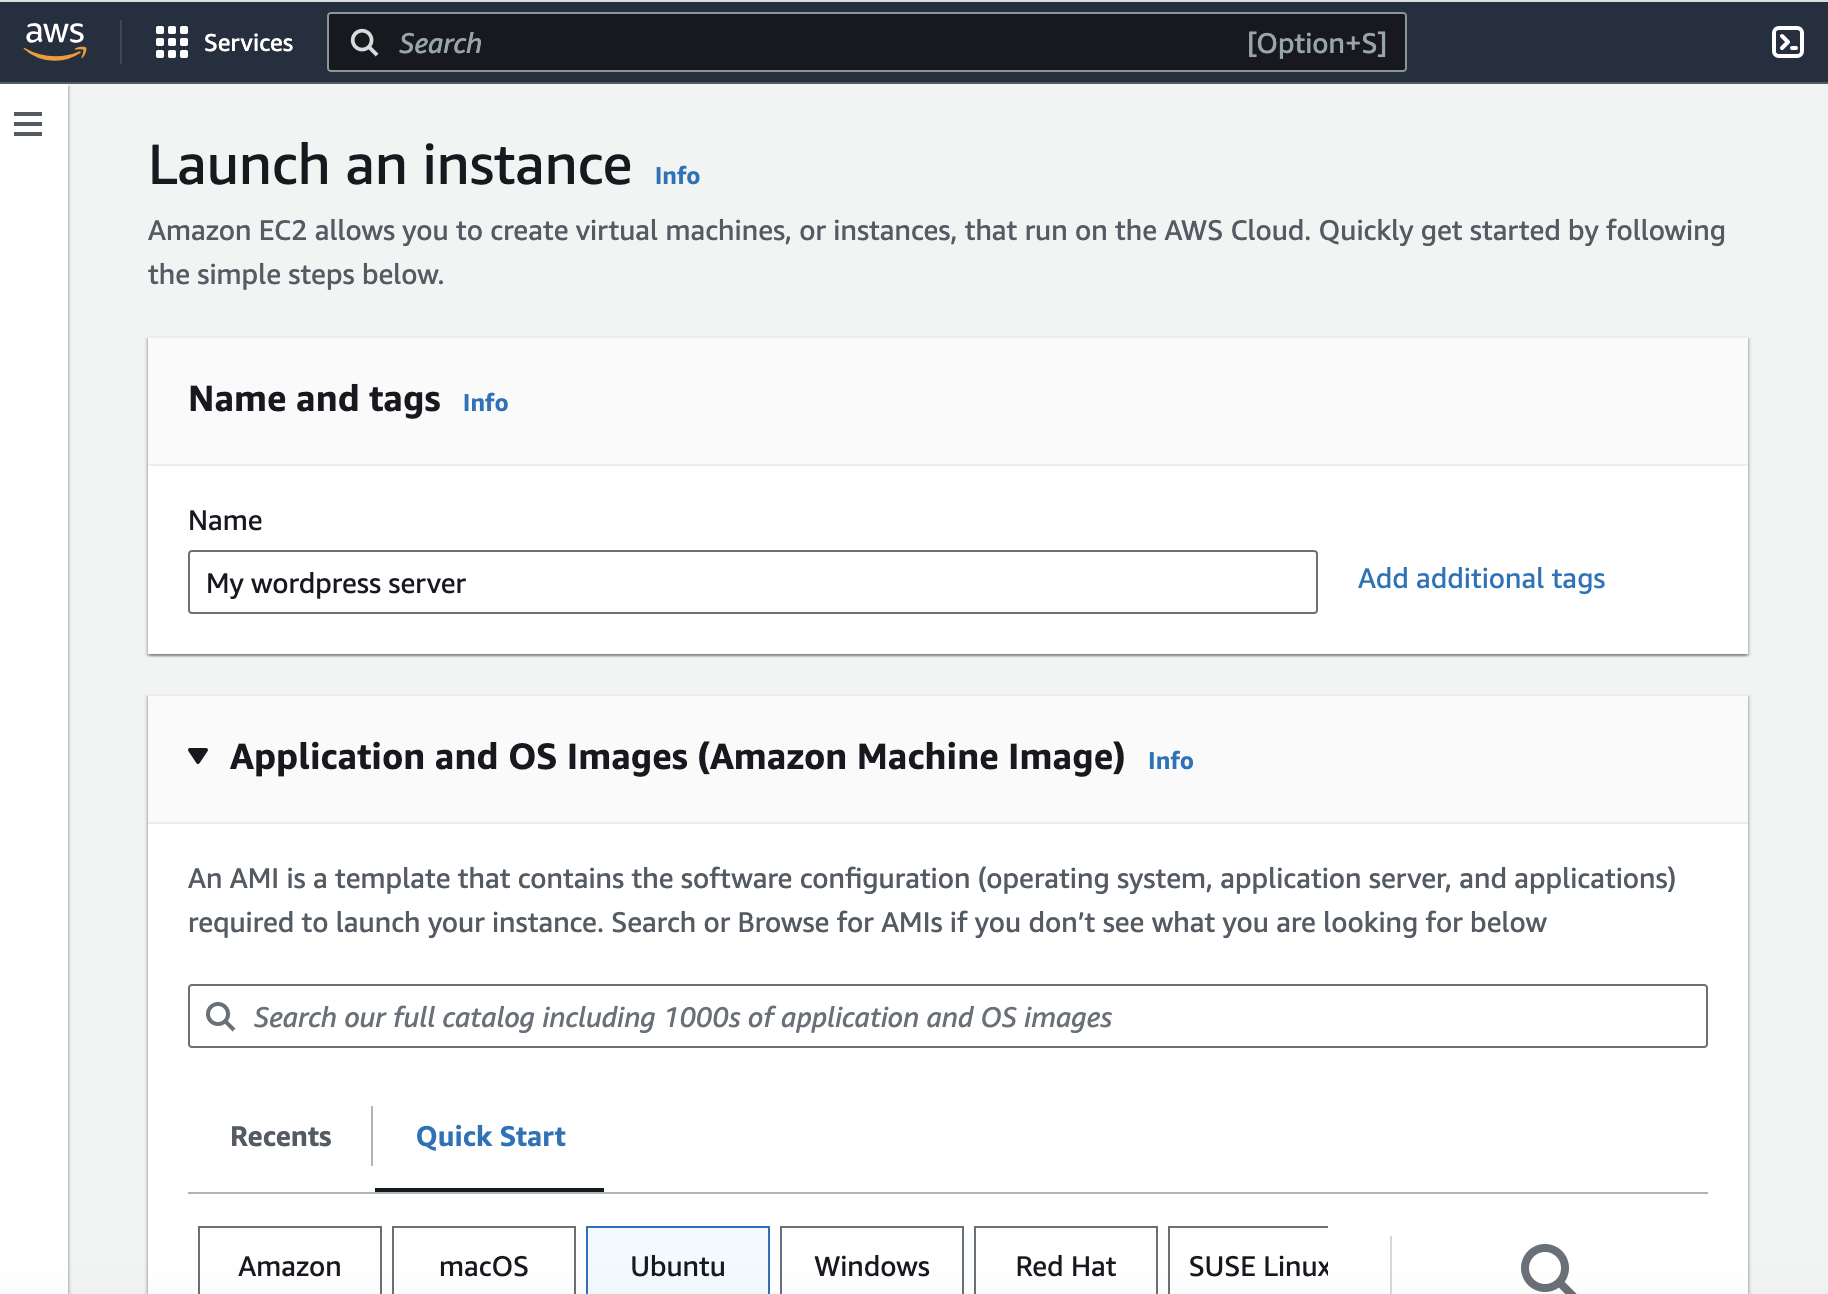 aws Services Search [Option+S]
Launch an instance Info
Amazon EC2 allows you to create virtual machines, or instances, that run on the AWS Cloud. Quickly get started by following
the simple steps below.
Name and tags Info
Name
My wordpress server
Add additional tags
Application and OS Images (Amazon Machine Image) Info
An AMI is a template that contains the software configuration (operating system, application server, and applications)
required to launch your instance. Search or Browse for AMIs if you don’t see what you are looking for below
Search our full catalog including 1000s of application and OS images
Recents Quick Start
Amazon macOS Ubuntu Windows Red Hat SUSE Linux